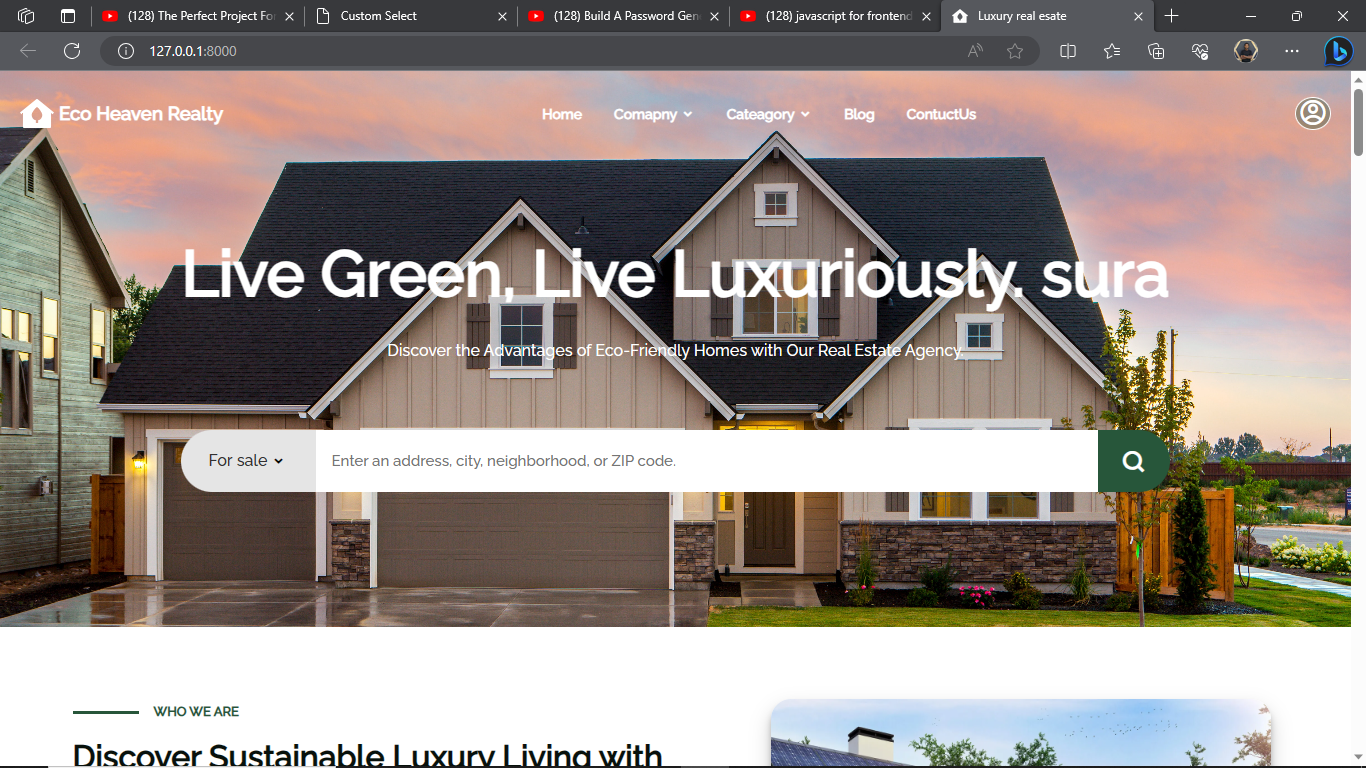 (128) The Perfect Project For
Custom Select
(128) Build A Password Gen
(128) javascript for frontend
Luxury real esate
127.0.0.1:8000
Eco Heaven Realty
Home
Comapny
Cateagory
Blog
ContuctUs
Live Green, Live Luxuriously. sura
Discover the Advantages of Eco-Friendly Homes with Our Real Estate Agency.
For sale
Enter an address, city, neighborhood, or ZIP code.
WHO WE ARE
Discover Sustainable Luxury Living with